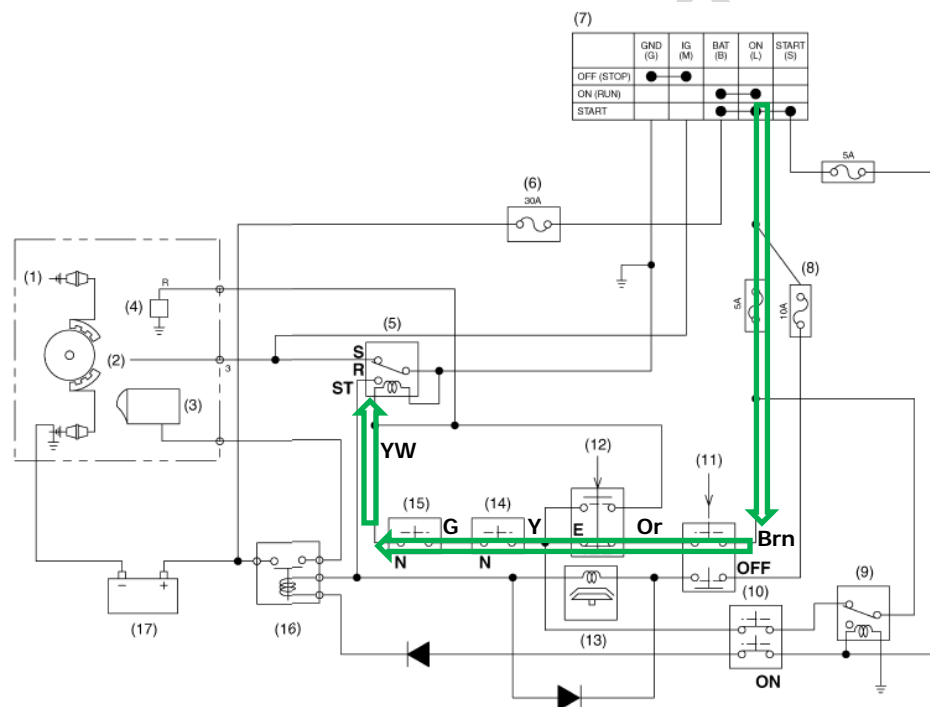 (7)
GND IG BAT ON START
(G) (M) (B) (L) (S)
OFF (STOP)
ON (RUN)
START
5A
(6)
30A
(1)
(4)
R
(8)
5A
10A
(5)
S
(2)
3
R
ST
(3)
YW
(12)
(11)
(15)
G
(14)
Y
E
Or
Brn
N
N
OFF
(9)
(10)
− +
(17)
(16)
(13)
ON